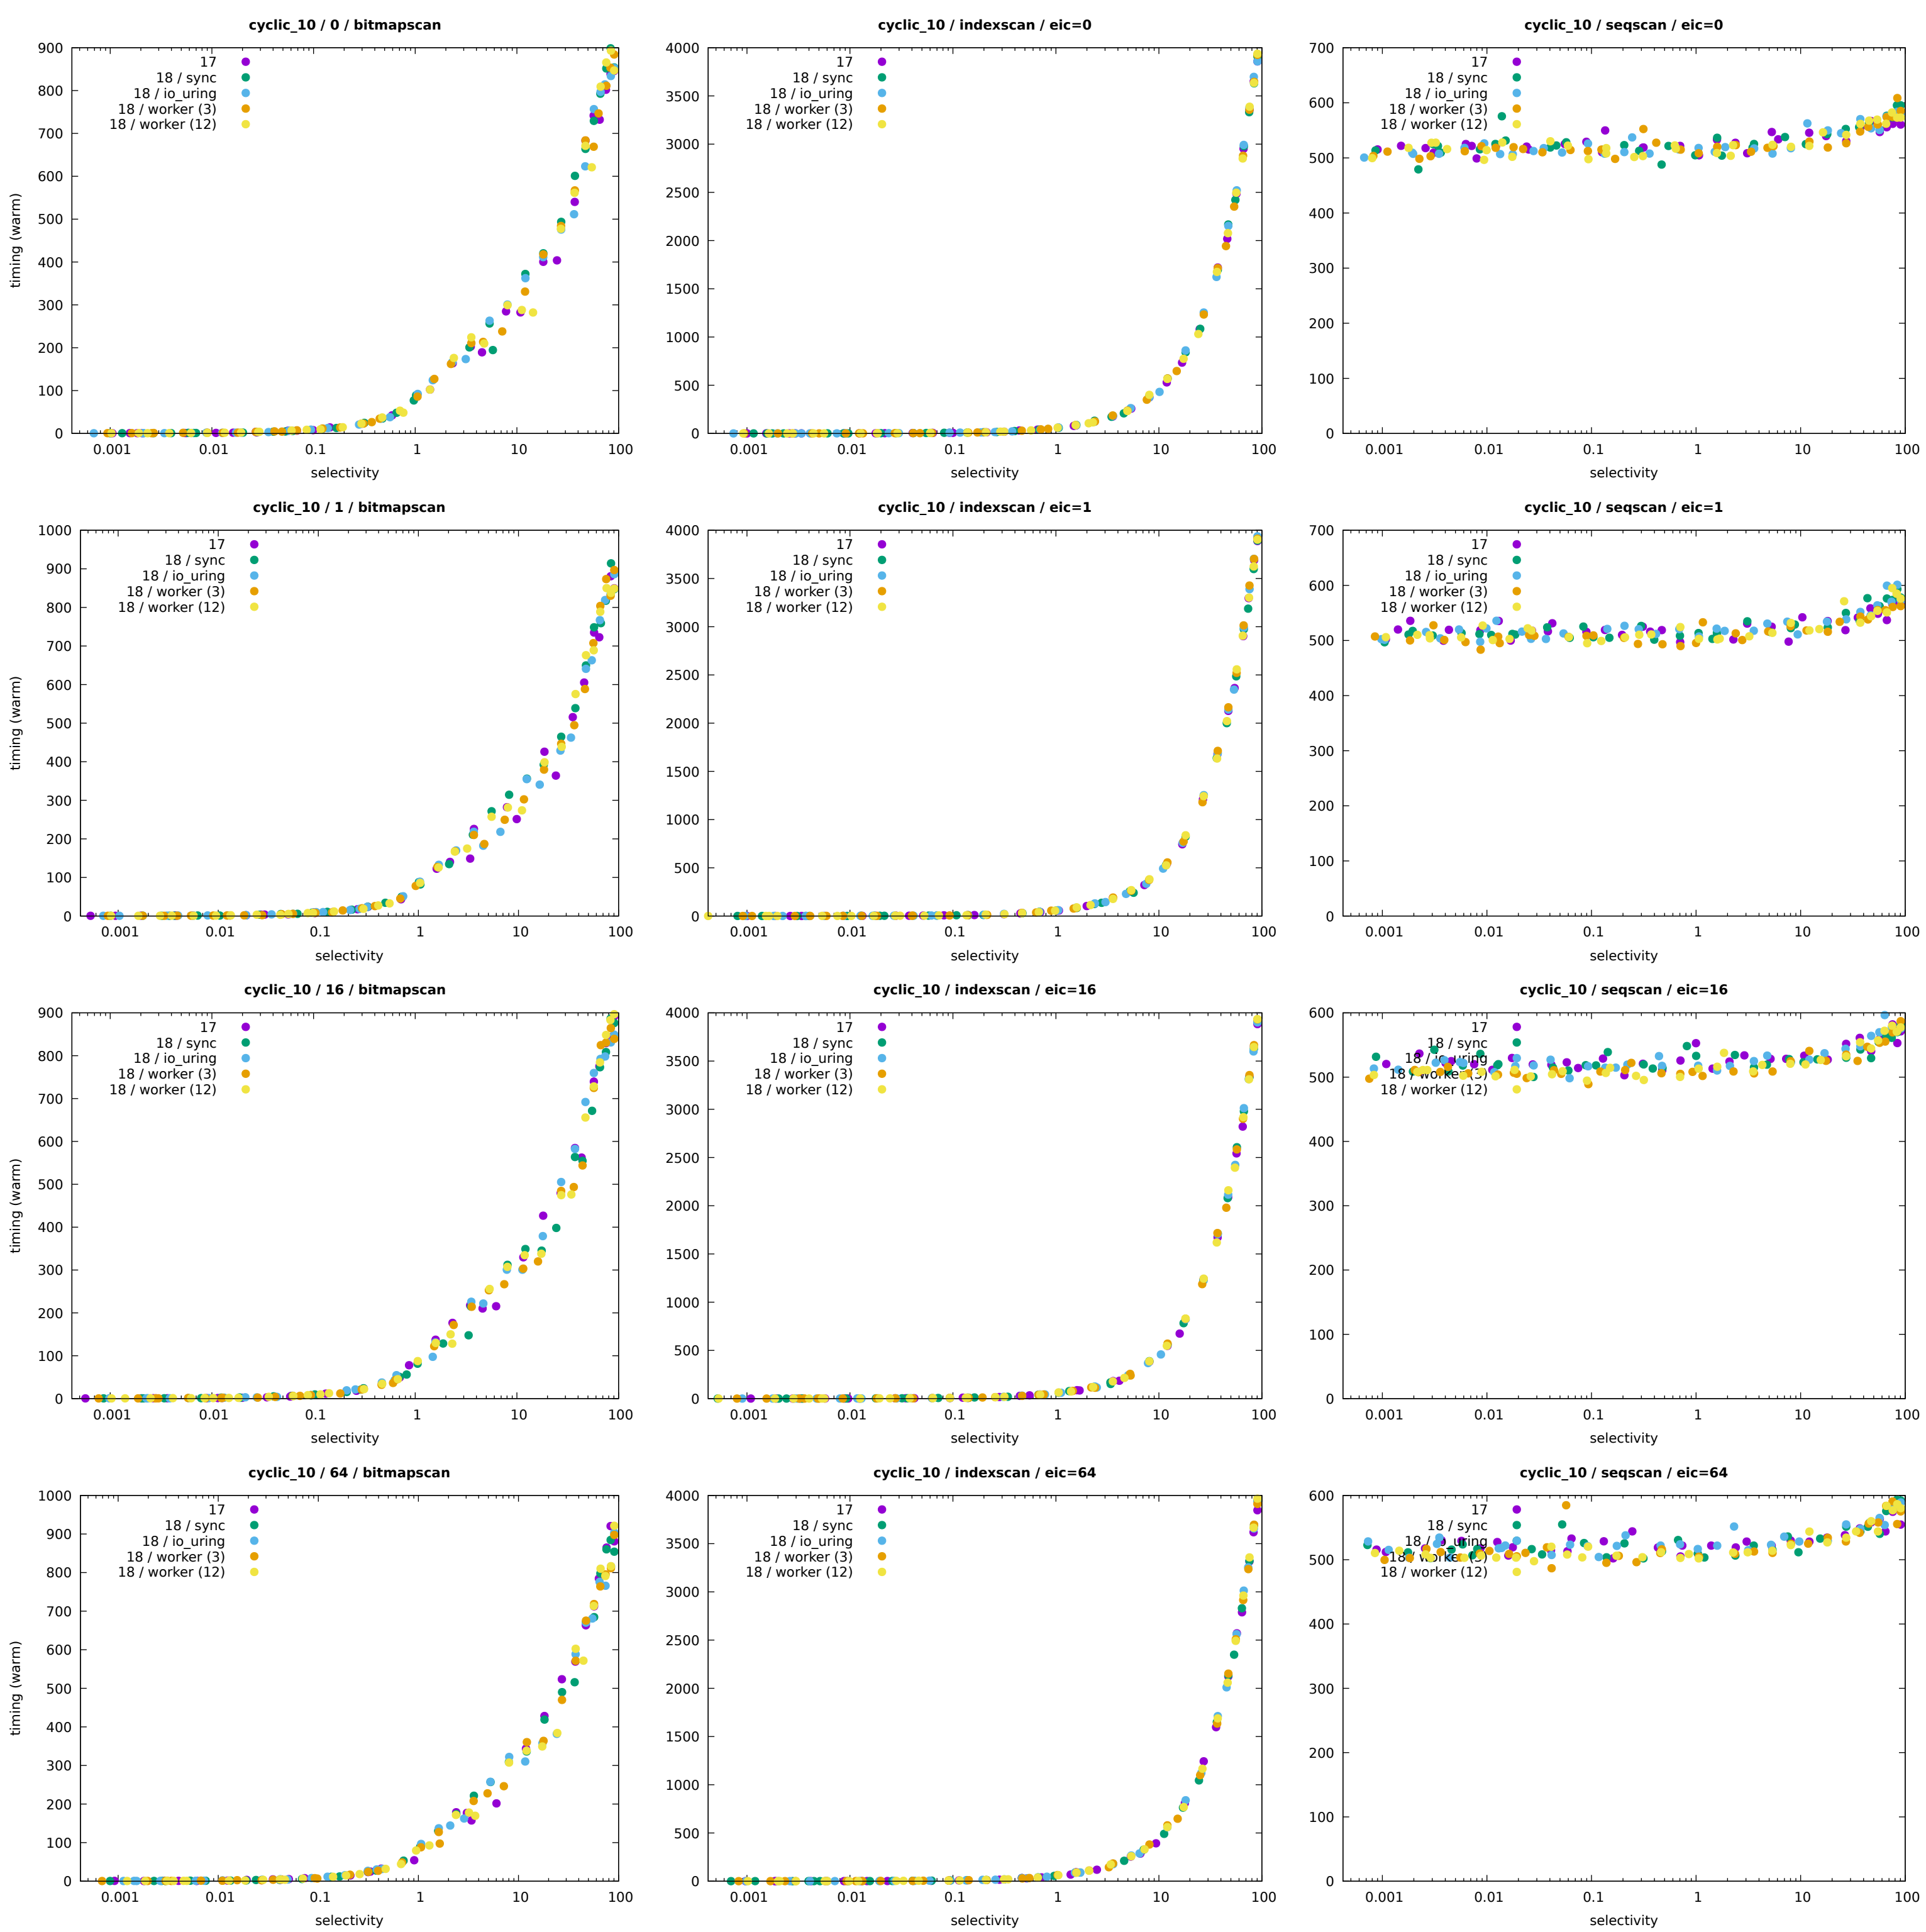 cyclic_10 / 0 / bitmapscan
timing (warm)
900
800
700
600
500
400
300
200
100
0
17
18 / sync
18 / io_uring
18 / worker (3)
18 / worker (12)
0.001 0.01 0.1 1 10 100
selectivity
cyclic_10 / indexscan / eic=0
4000
3500
3000
2500
2000
1500
1000
500
0
17
18 / sync
18 / io_uring
18 / worker (3)
18 / worker (12)
0.001 0.01 0.1 1 10 100
selectivity
cyclic_10 / seqscan / eic=0
700
600
500
400
300
200
100
0
17
18 / sync
18 / io_uring
18 / worker (3)
18 / worker (12)
0.001 0.01 0.1 1 10 100
selectivity
cyclic_10 / 1 / bitmapscan
timing (warm)
1000
900
800
700
600
500
400
300
200
100
0
17
18 / sync
18 / io_uring
18 / worker (3)
18 / worker (12)
0.001 0.01 0.1 1 10 100
selectivity
cyclic_10 / indexscan / eic=1
4000
3500
3000
2500
2000
1500
1000
500
0
17
18 / sync
18 / io_uring
18 / worker (3)
18 / worker (12)
0.001 0.01 0.1 1 10 100
selectivity
cyclic_10 / seqscan / eic=1
700
600
500
400
300
200
100
0
17
18 / sync
18 / io_uring
18 / worker (3)
18 / worker (12)
0.001 0.01 0.1 1 10 100
selectivity
cyclic_10 / 16 / bitmapscan
timing (warm)
900
800
700
600
500
400
300
200
100
0
17
18 / sync
18 / io_uring
18 / worker (3)
18 / worker (12)
0.001 0.01 0.1 1 10 100
selectivity
cyclic_10 / indexscan / eic=16
4000
3500
3000
2500
2000
1500
1000
500
0
17
18 / sync
18 / io_uring
18 / worker (3)
18 / worker (12)
0.001 0.01 0.1 1 10 100
selectivity
cyclic_10 / seqscan / eic=16
600
500
400
300
200
100
0
17
18 / sync
18 / io_uring
18 / worker (3)
18 / worker (12)
0.001 0.01 0.1 1 10 100
selectivity
cyclic_10 / 64 / bitmapscan
timing (warm)
1000
900
800
700
600
500
400
300
200
100
0
17
18 / sync
18 / io_uring
18 / worker (3)
18 / worker (12)
0.001 0.01 0.1 1 10 100
selectivity
cyclic_10 / indexscan / eic=64
4000
3500
3000
2500
2000
1500
1000
500
0
17
18 / sync
18 / io_uring
18 / worker (3)
18 / worker (12)
0.001 0.01 0.1 1 10 100
selectivity
cyclic_10 / seqscan / eic=64
600
500
400
300
200
100
0
17
18 / sync
18 / io_uring
18 / worker (3)
18 / worker (12)
0.001 0.01 0.1 1 10 100
selectivity